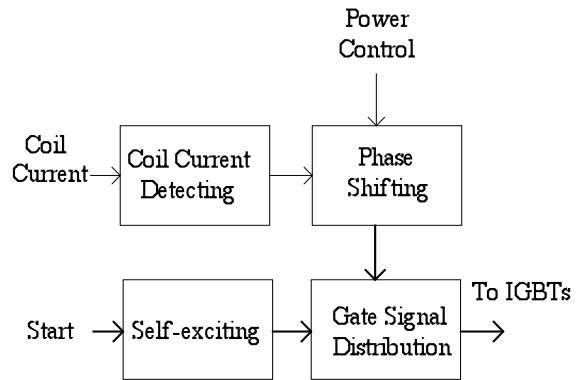 Power
Control
Coil
Current
Coil Current
Detecting
Phase
Shifting
To IGBTs
Start
Self-exciting
Gate Signal
Distribution